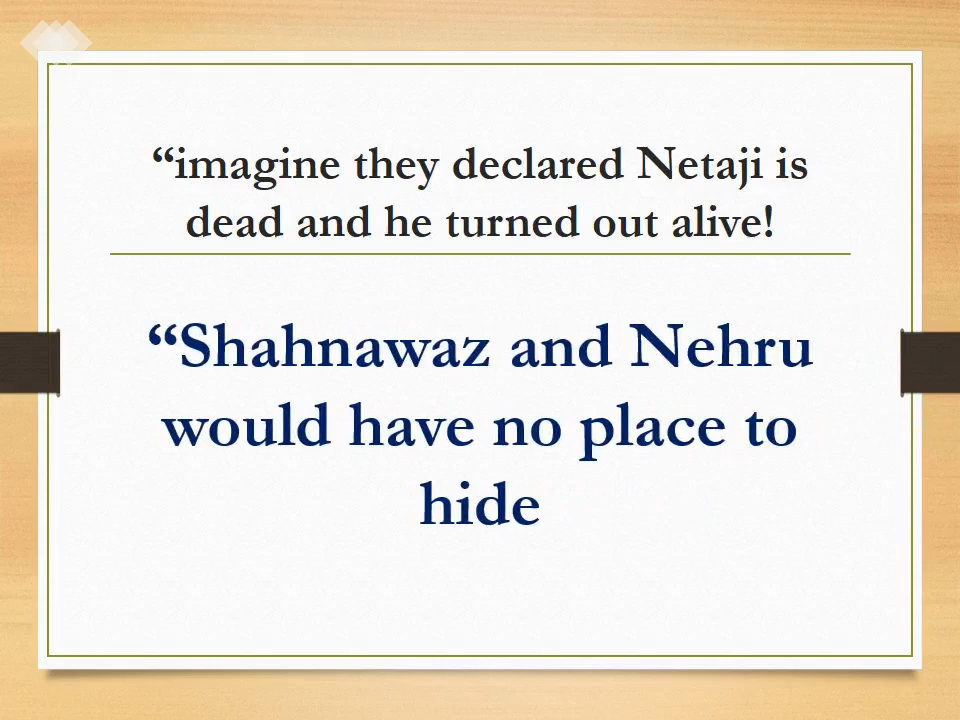 “imagine they declared Netaji is
dead and he turned out alive!
“Shahnawaz and Nehru
would have no place to
hide